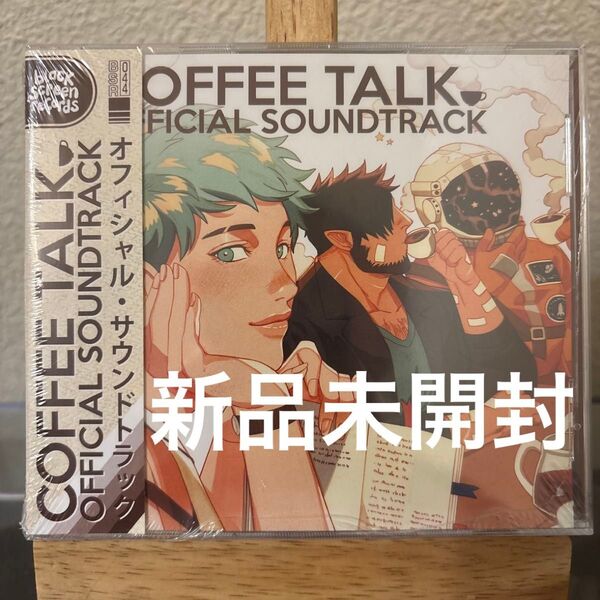 black
screen
records
BSR
044
COFFEE TALK
OFFICIAL SOUNDTRACK
オフィシャル・サウンドトラック
OFFEE TALK
FFICIAL SOUNDTRACK
新品未開封